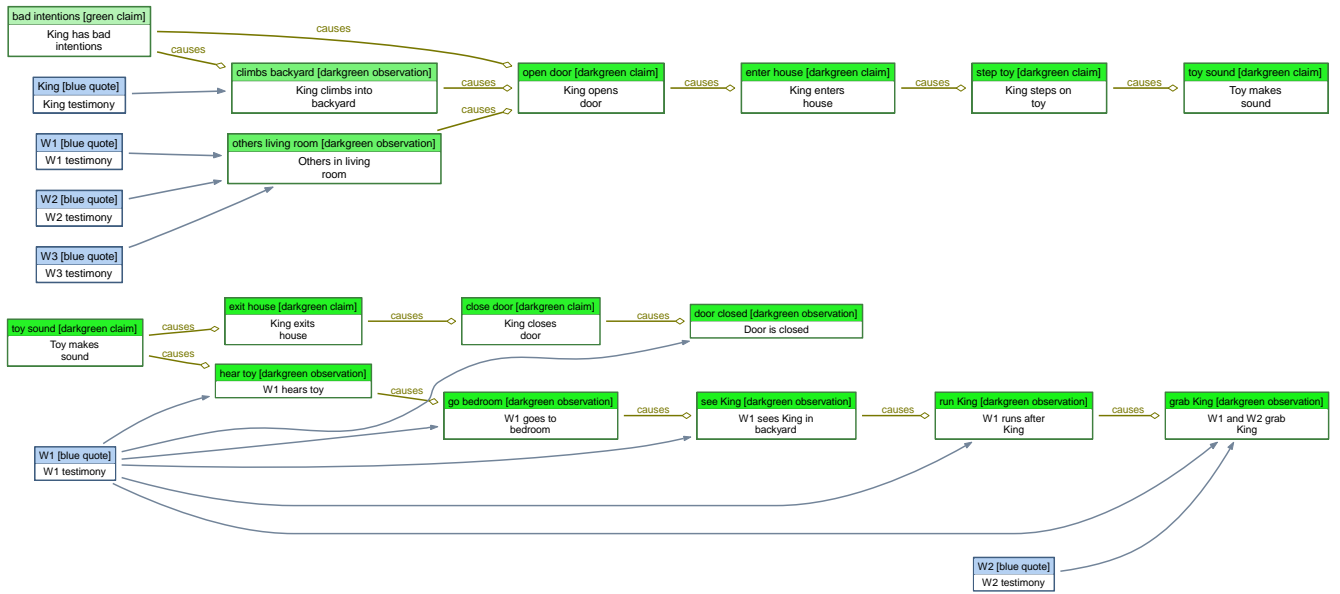 bad intentions [green claim]
King has bad
intentions
causes
causes
King [blue quote]
King testimony
climbs backyard [darkgreen observation]
King climbs into
backyard
causes
open door [darkgreen claim]
King opens
door
causes
enter house [darkgreen claim]
King enters
house
causes
step toy [darkgreen claim]
King steps on
toy
causes
toy sound [darkgreen claim]
Toy makes
sound
causes
W1 [blue quote]
W1 testimony
others living room [darkgreen observation]
Others in living
room
W2 [blue quote]
W2 testimony
W3 [blue quote]
W3 testimony
toy sound [darkgreen claim]
Toy makes
sound
causes
causes
exit house [darkgreen claim]
King exits
house
causes
close door [darkgreen claim]
King closes
door
causes
door closed [darkgreen observation]
Door is closed
hear toy [darkgreen observation]
W1 hears toy
causes
go bedroom [darkgreen observation]
W1 goes to
bedroom
causes
see King [darkgreen observation]
W1 sees King in
backyard
causes
run King [darkgreen observation]
W1 runs after
King
causes
grab King [darkgreen observation]
W1 and W2 grab
King
W1 [blue quote]
W1 testimony
W2 [blue quote]
W2 testimony